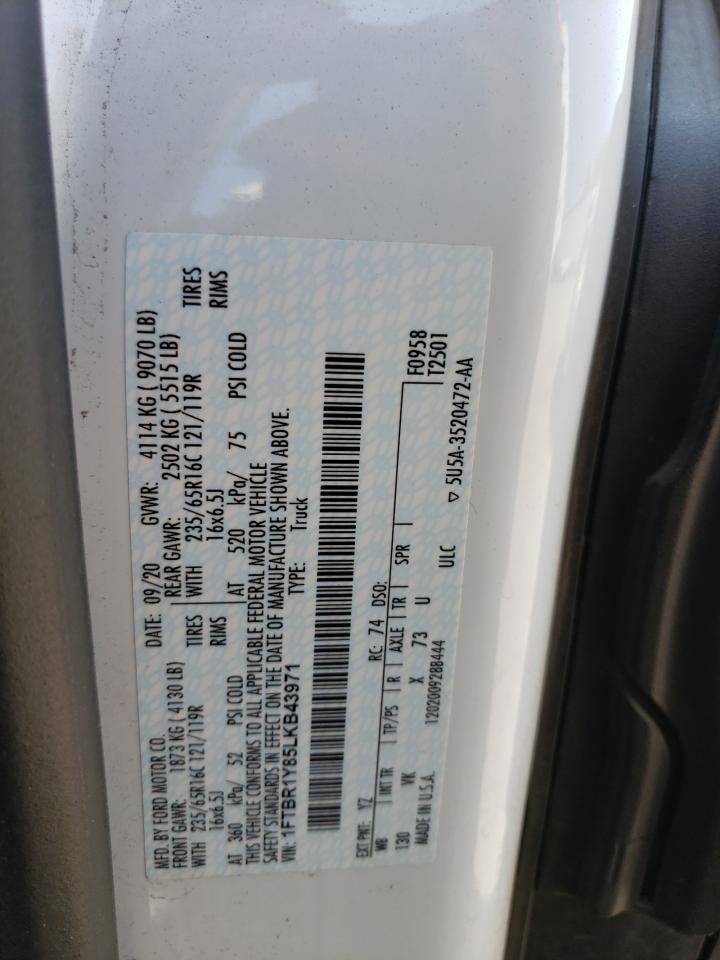 MFD. BY FORD MOTOR CO. DATE: 09/20 GVWR: 4114 KG ( 9070 LB)
FRONT GAWR: 1873 KG ( 4130 LB) REAR GAWR: 2502 KG ( 5515 LB)
WITH 235/65R16C 121/119R TIRES WITH 235/65R16C 121/119R TIRES
16x6.5J RIMS 16x6.5J RIMS
AT 360 kPa/ 52 PSI COLD AT 520 kPa/ 75 PSI COLD
THIS VEHICLE CONFORMS TO ALL APPLICABLE FEDERAL MOTOR VEHICLE
SAFETY STANDARDS IN EFFECT ON THE DATE OF MANUFACTURE SHOWN ABOVE.
VIN: 1FTBR1Y85LKB43971 TYPE: Truck
EXT PNT: YZ RC: 74 DSO: F0958
WB INT TR TP/PS R AXLE TR SPR T2501
130 VK X 73 U
MADE IN U.S.A. 1202009288444 ULC ▽ 5U5A-3520472-AA